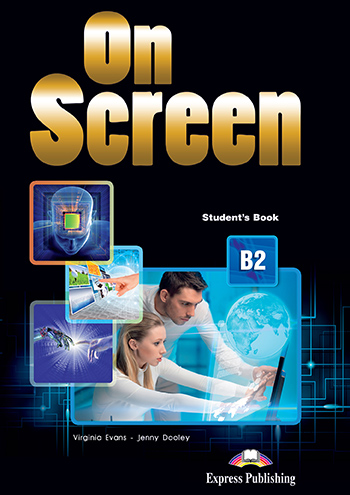 On
Screen
Student's Book
B2
Virginia Evans - Jenny Dooley
Express Publishing